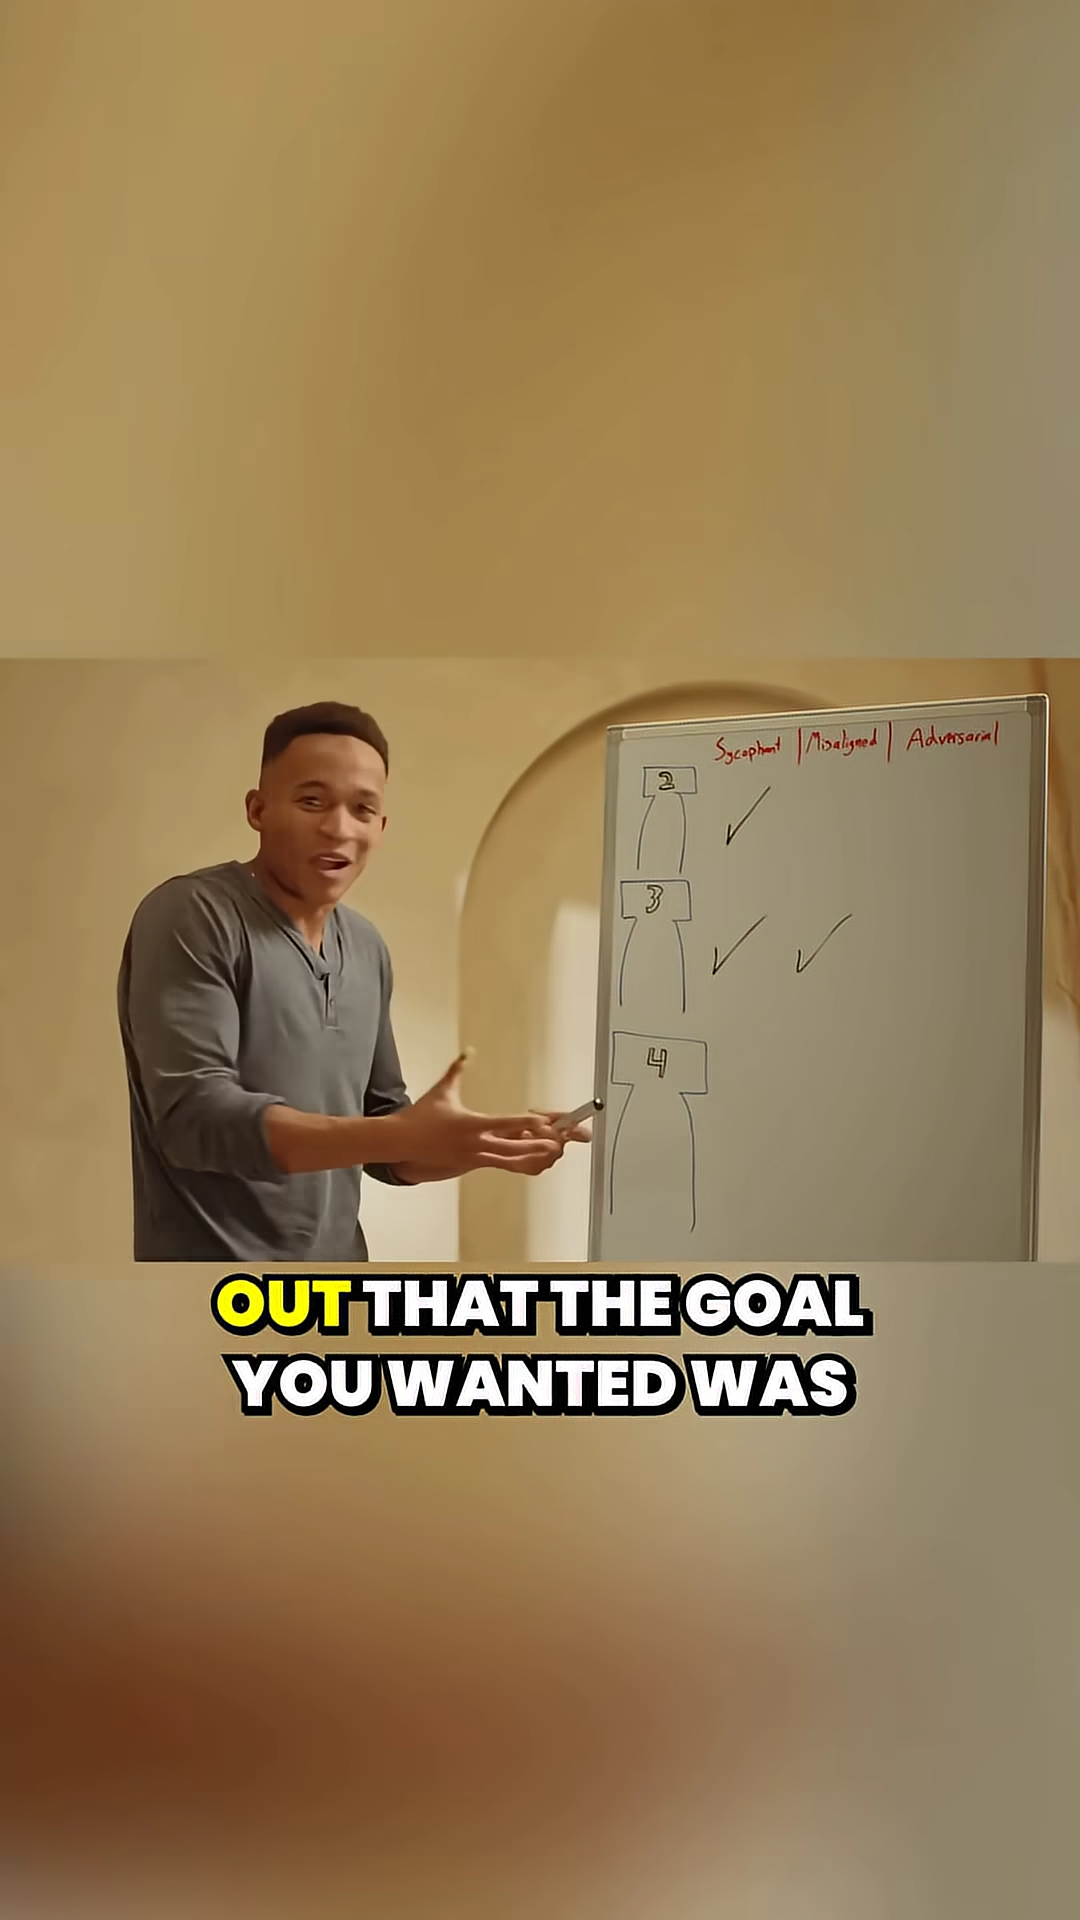 Sycophant | Misaligned | Adversarial
2
3
4
OUT THAT THE GOAL
YOU WANTED WAS